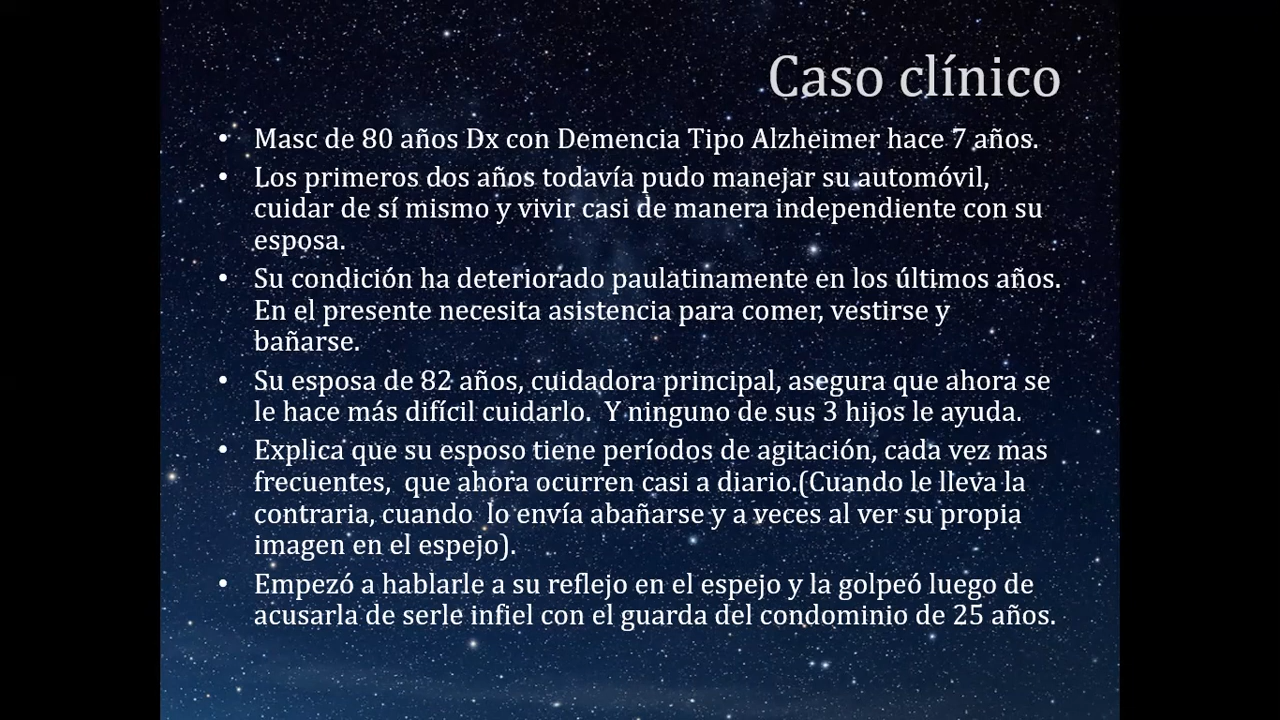 Caso clínico
• Masc de 80 años Dx con Demencia Tipo Alzheimer hace 7 años.
• Los primeros dos años todavía pudo manejar su automóvil,
cuidar de sí mismo y vivir casi de manera independiente con su
esposa.
• Su condición ha deteriorado paulatinamente en los últimos años.
En el presente necesita asistencia para comer, vestirse y
bañarse.
• Su esposa de 82 años, cuidadora principal, asegura que ahora se
le hace más difícil cuidarlo.  Y ninguno de sus 3 hijos le ayuda.
• Explica que su esposo tiene períodos de agitación, cada vez mas
frecuentes,  que ahora ocurren casi a diario.(Cuando le lleva la
contraria, cuando  lo envía abañarse y a veces al ver su propia
imagen en el espejo).
• Empezó a hablarle a su reflejo en el espejo y la golpeó luego de
acusarla de serle infiel con el guarda del condominio de 25 años.